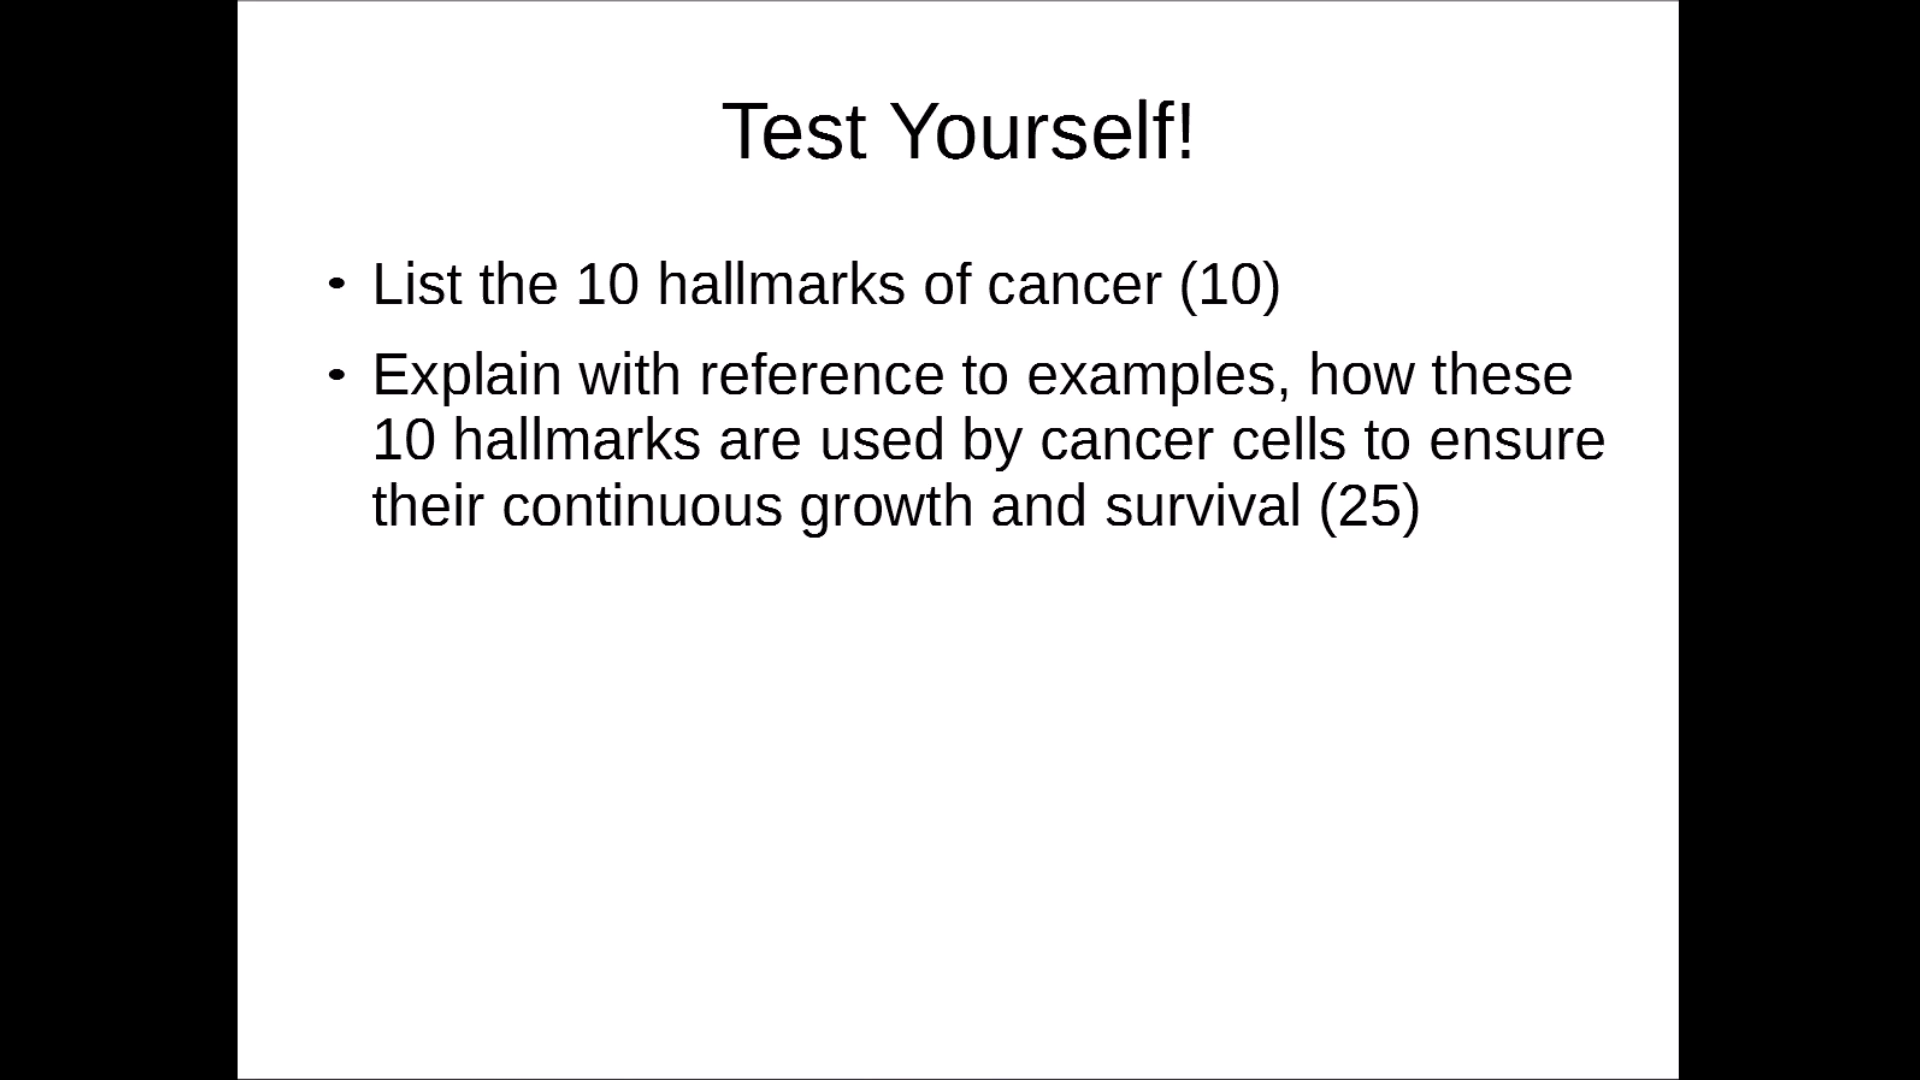 Test Yourself!
• List the 10 hallmarks of cancer (10)
• Explain with reference to examples, how these
10 hallmarks are used by cancer cells to ensure
their continuous growth and survival (25)